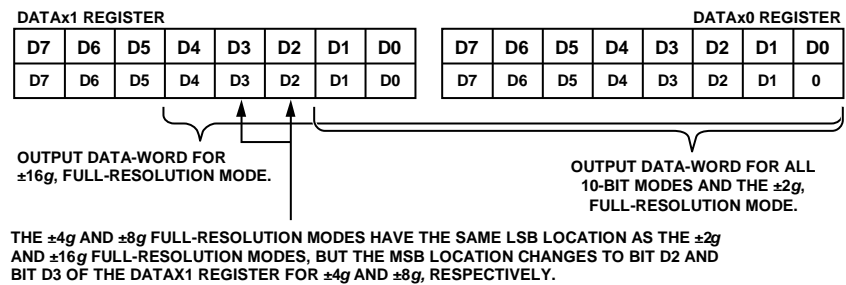 DATAx1 REGISTER DATAx0 REGISTER
D7 D6 D5 D4 D3 D2 D1 D0 D7 D6 D5 D4 D3 D2 D1 D0
D7 D6 D5 D4 D3 D2 D1 D0 D7 D6 D5 D4 D3 D2 D1 0
OUTPUT DATA-WORD FOR
±16g, FULL-RESOLUTION MODE.
OUTPUT DATA-WORD FOR ALL
10-BIT MODES AND THE ±2g,
FULL-RESOLUTION MODE.
THE ±4g AND ±8g FULL-RESOLUTION MODES HAVE THE SAME LSB LOCATION AS THE ±2g
AND ±16g FULL-RESOLUTION MODES, BUT THE MSB LOCATION CHANGES TO BIT D2 AND
BIT D3 OF THE DATAX1 REGISTER FOR ±4g AND ±8g, RESPECTIVELY.